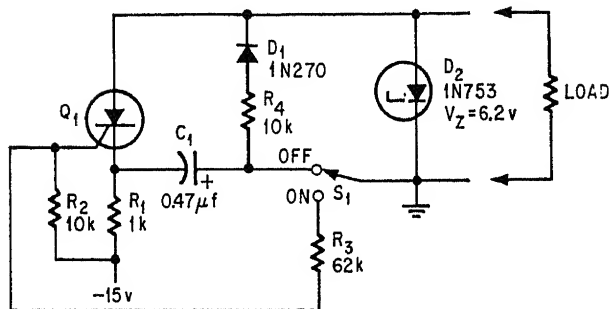 D1
1N270
R4
10k
Q1
C1
+
0.47μf
OFF
ON
S1
D2
1N753
VZ=6.2v
LOAD
R2
10k
R1
1k
R3
62k
-15v